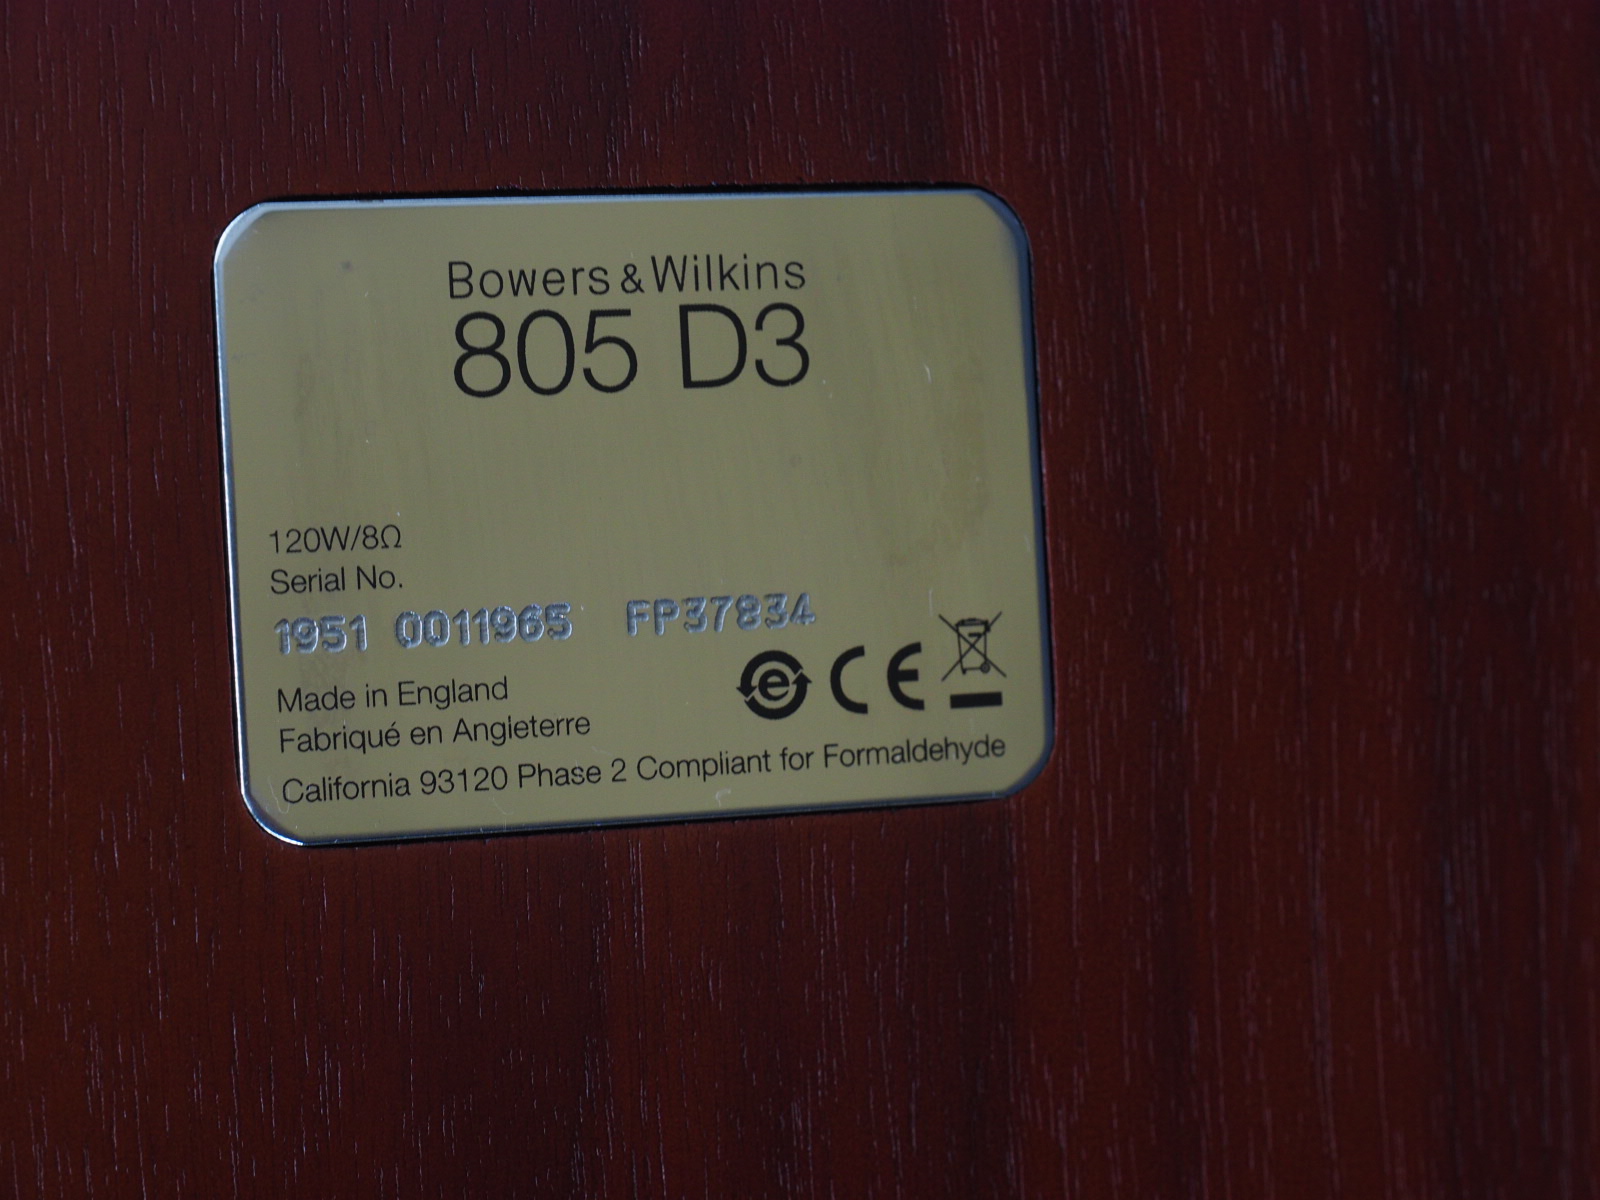 Bowers & Wilkins
805 D3
120W/8Ω
Serial No.
1951 0011965 FP37834
Made in England
Fabriqué en Angleterre
California 93120 Phase 2 Compliant for Formaldehyde